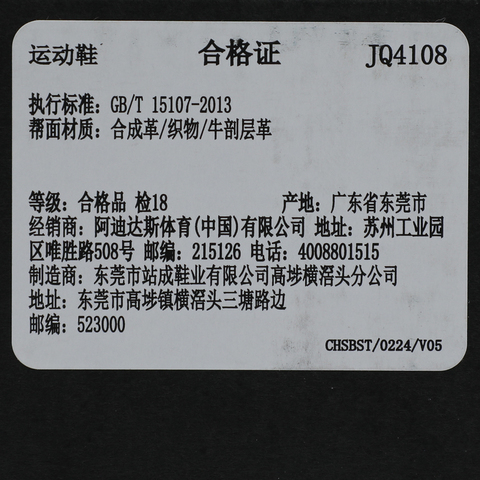 运动鞋 合格证 JQ4108
执行标准: GB/T 15107-2013
帮面材质: 合成革/织物/牛剖层革
等级: 合格品 检18 产地: 广东省东莞市
经销商: 阿迪达斯体育(中国)有限公司 地址: 苏州工业园
区唯胜路508号 邮编: 215126 电话: 4008801515
制造商: 东莞市站成鞋业有限公司高埗横滘头分公司
地址: 东莞市高埗镇横滘头三塘路边
邮编: 523000
CHSBST/0224/V05